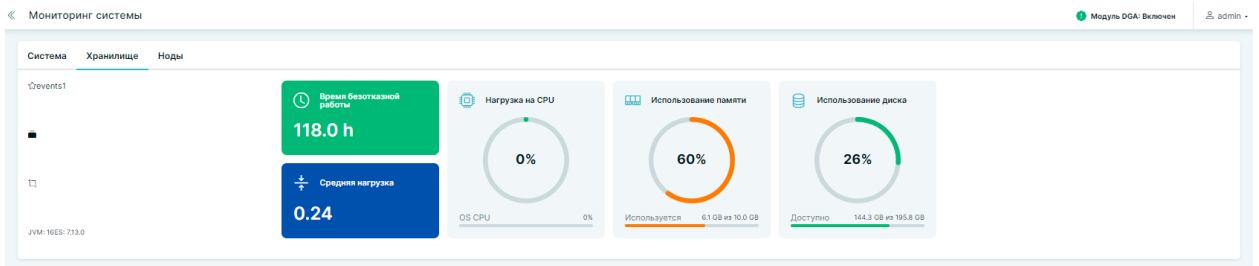 Мониторинг системы
Модуль DGA: Включен
admin
Система Хранилище Ноды
events1
JVM: 16ES: 7.13.0
Время безотказной
работы
118.0 h
Средняя нагрузка
0.24
Нагрузка на CPU
0%
OS CPU 0%
Использование памяти
60%
Используется 6.1 GB из 10.0 GB
Использование диска
26%
Доступно 144.3 GB из 195.8 GB